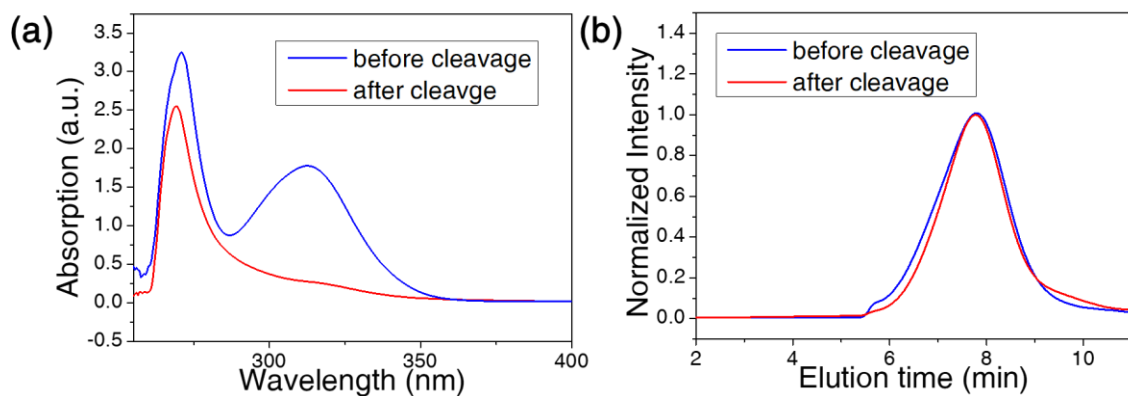 (a)
3.5
3.0
2.5
2.0
1.5
1.0
0.5
0.0
-0.5
Absorption (a.u.)
before cleavage
after cleavge
250
300
350
400
Wavelength (nm)
(b)
1.4
1.2
1.0
0.8
0.6
0.4
0.2
0.0
Normalized Intensity
before cleavage
after cleavage
2
4
6
8
10
Elution time (min)